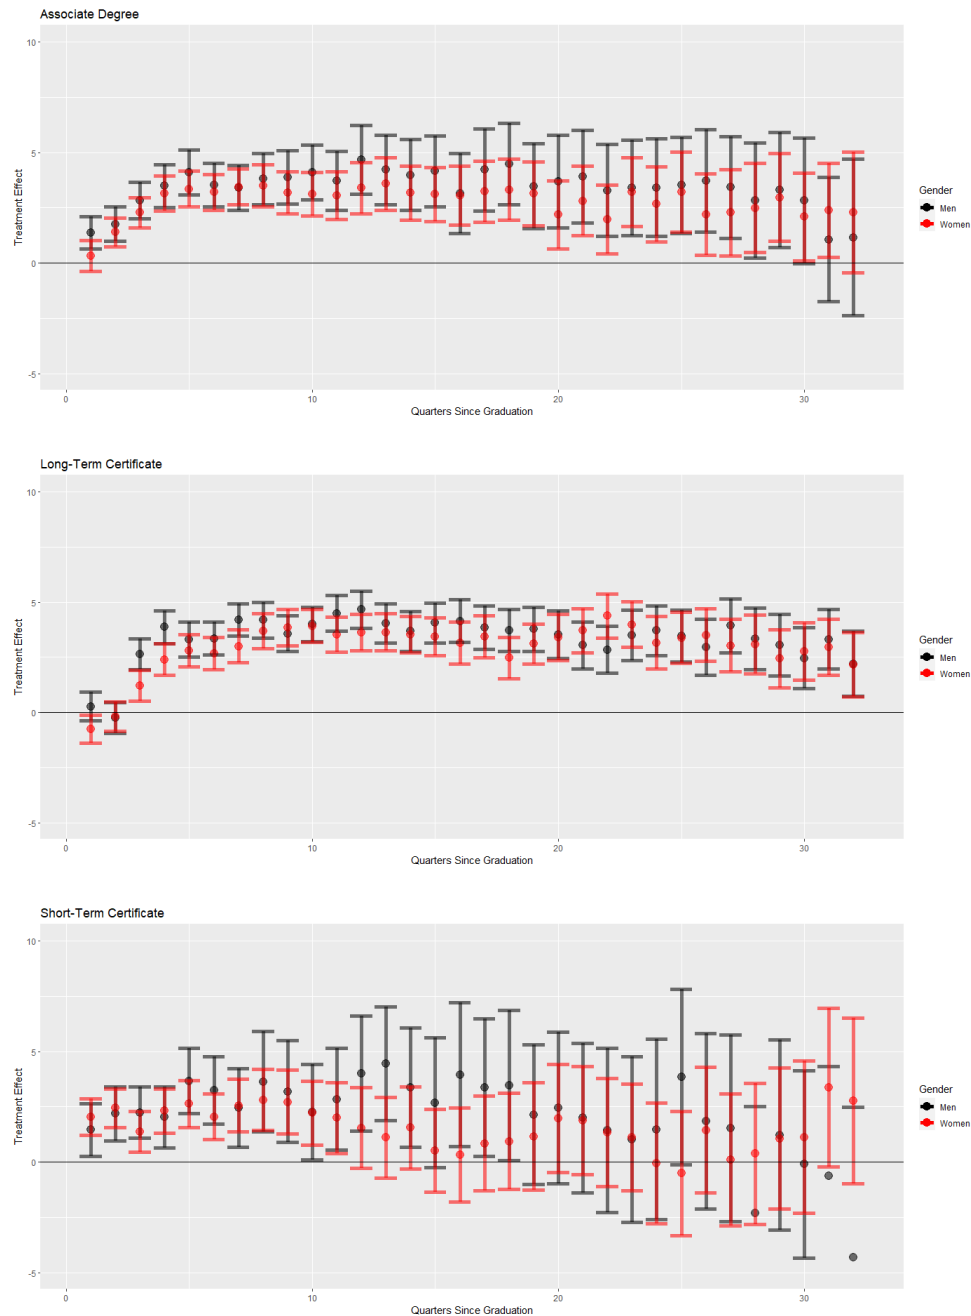 Associate Degree
10
5
0
-5
Treatment Effect
0 10 20 30
Quarters Since Graduation
Gender
Men
Women
Long-Term Certificate
10
5
0
-5
Treatment Effect
0 10 20 30
Quarters Since Graduation
Gender
Men
Women
Short-Term Certificate
10
5
0
-5
Treatment Effect
0 10 20 30
Quarters Since Graduation
Gender
Men
Women